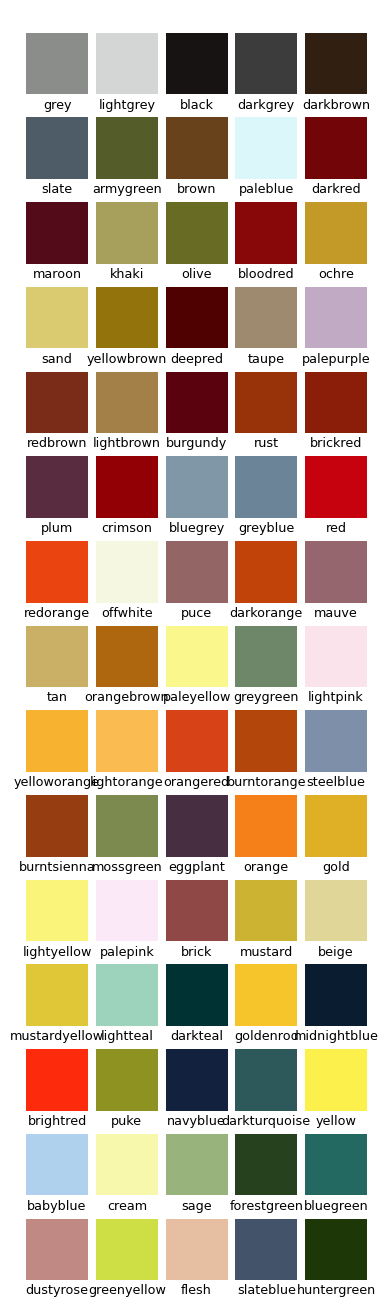 grey lightgrey black darkgrey darkbrown
slate armygreen brown paleblue darkred
maroon khaki olive bloodred ochre
sand yellowbrown deepred taupe palepurple
redbrown lightbrown burgundy rust brickred
plum crimson bluegrey greyblue red
redorange offwhite puce darkorange mauve
tan orangebrown paleyellow greygreen lightpink
yelloworange lightorange orangered burntorange steelblue
burntsienna mossgreen eggplant orange gold
lightyellow palepink brick mustard beige
mustardyellow lightteal darkteal goldenrod midnightblue
brightred puke navyblue darkturquoise yellow
babyblue cream sage forestgreen bluegreen
dustyrose greenyellow flesh slateblue huntergreen